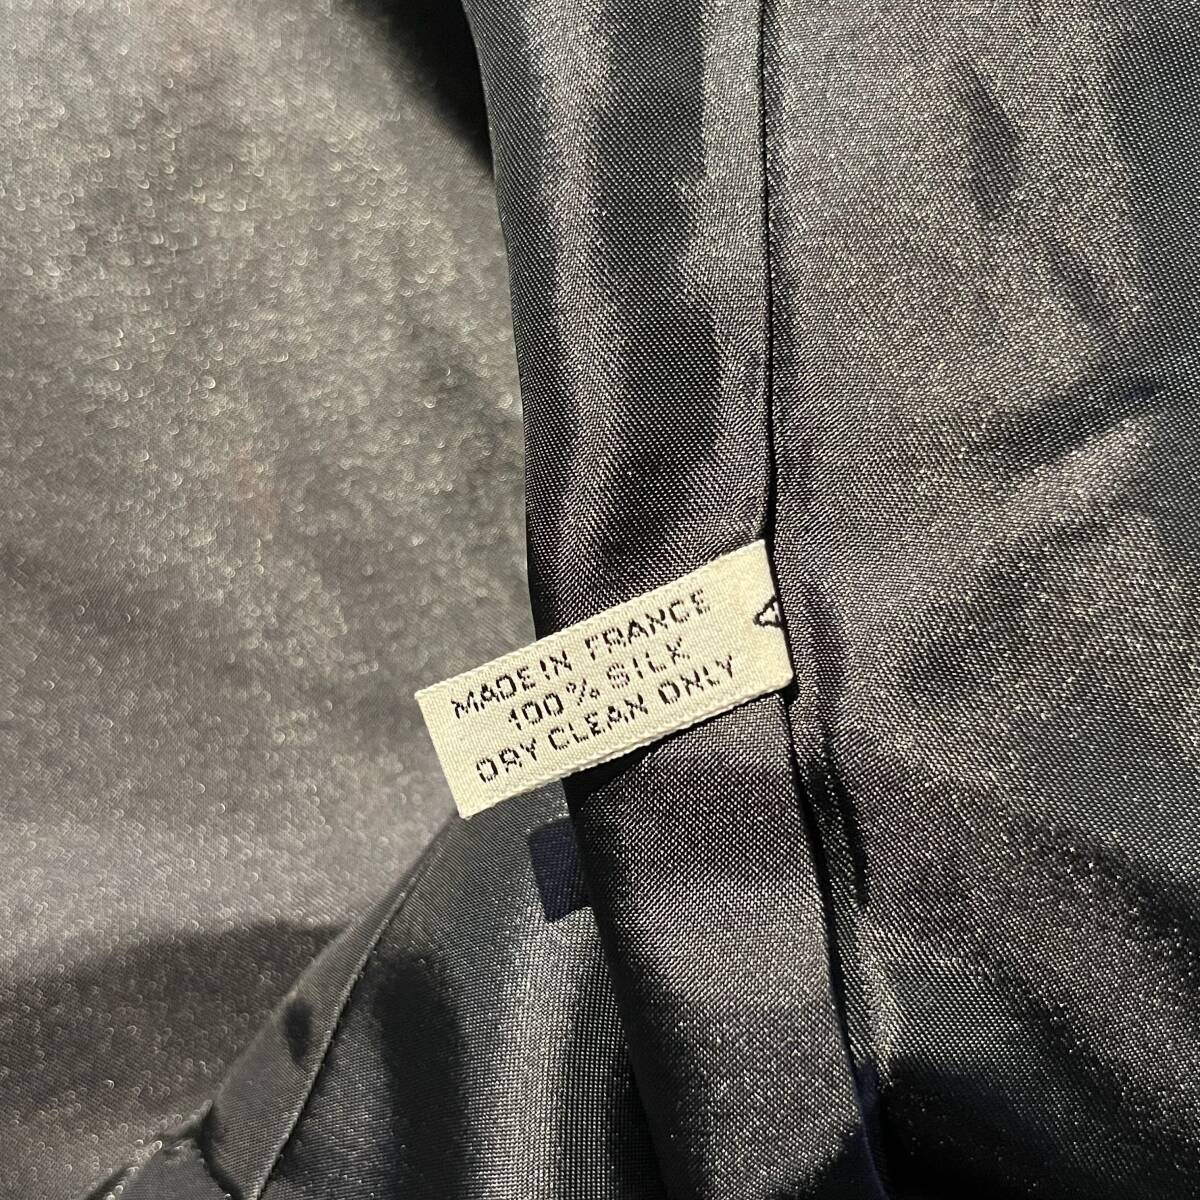 MADE IN FRANCE
100% SILK
DRY CLEAN ONLY